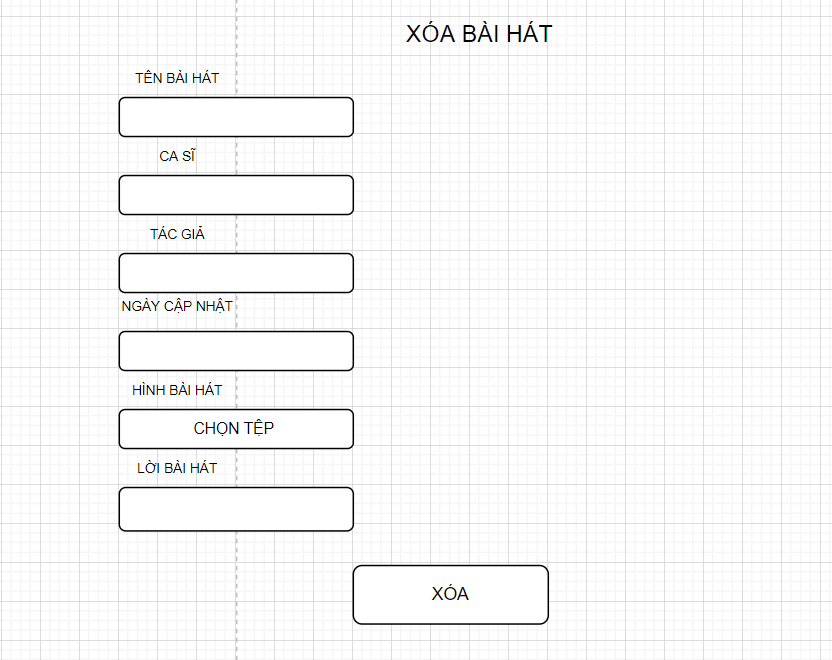 XÓA BÀI HÁT
TÊN BÀI HÁT
CA SĨ
TÁC GIẢ
NGÀY CẬP NHẬT
HÌNH BÀI HÁT
CHỌN TỆP
LỜI BÀI HÁT
XÓA